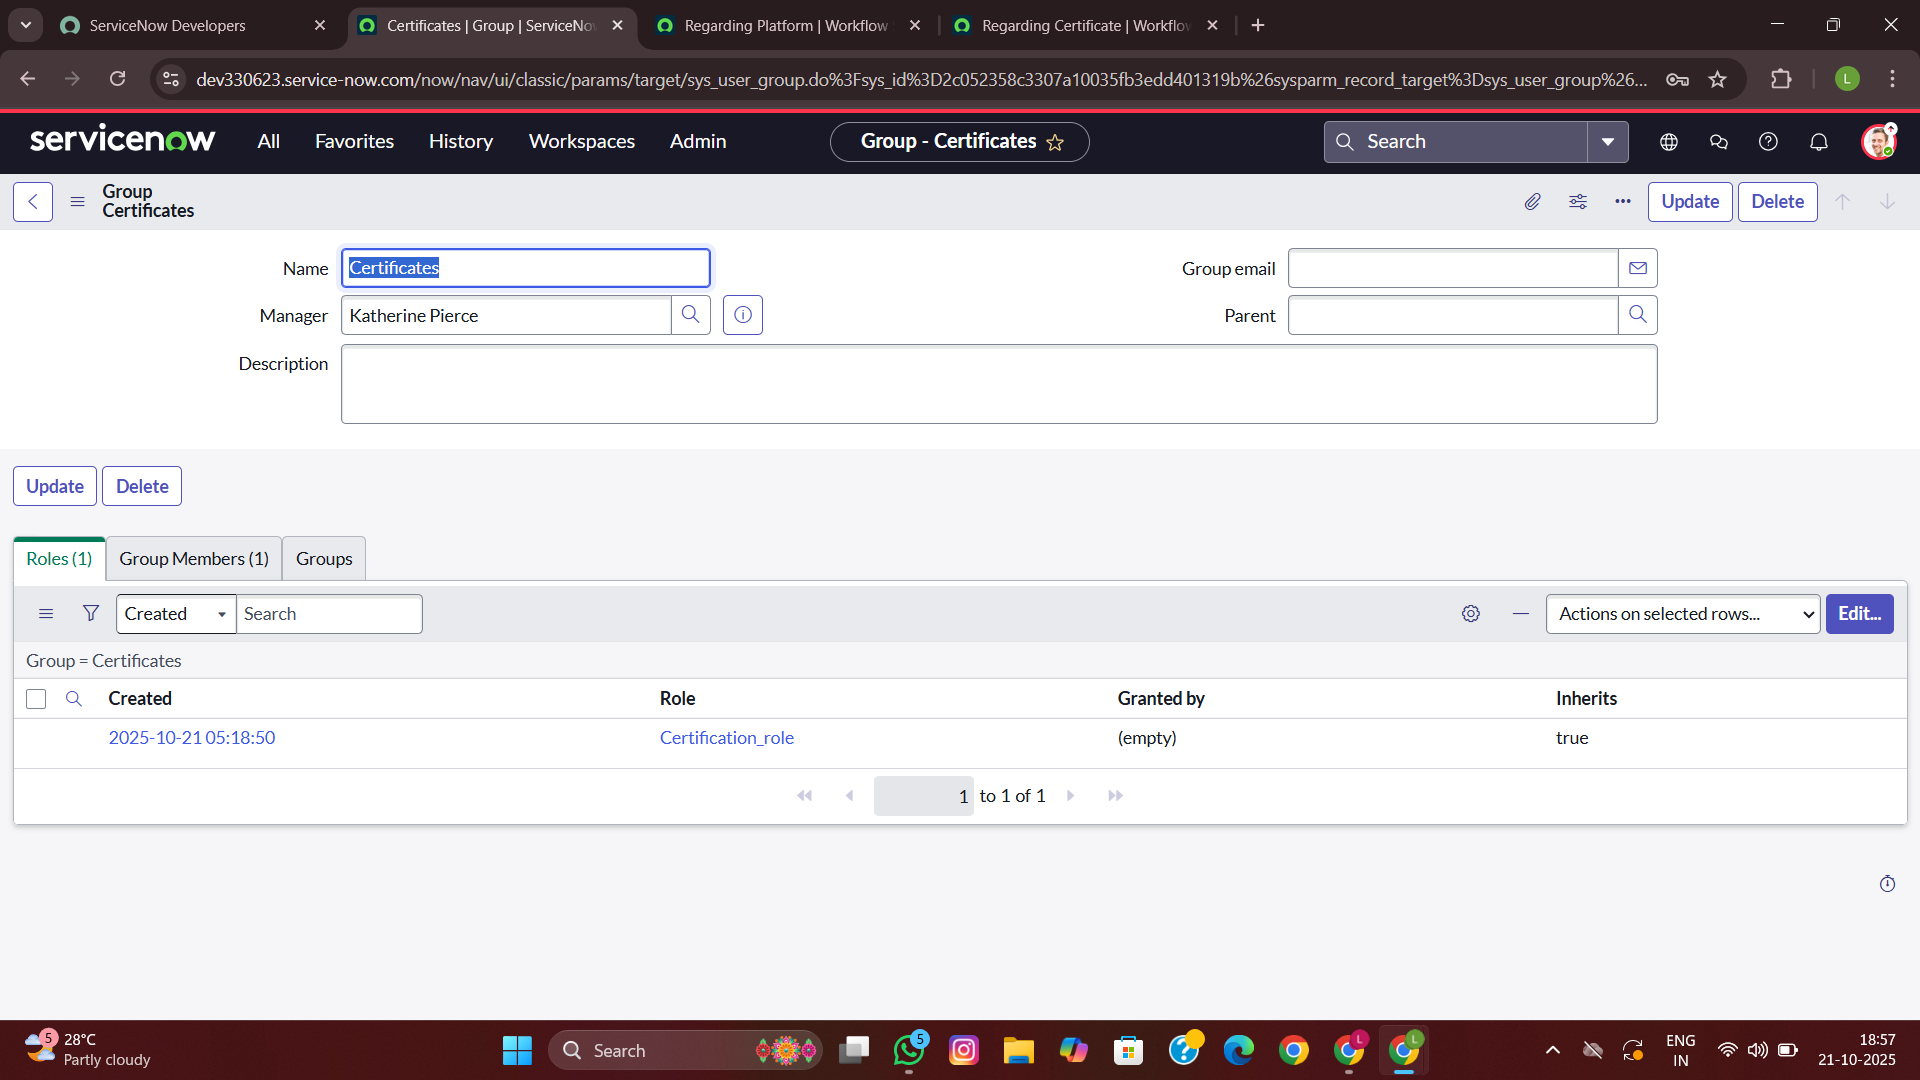 ServiceNow Developers
Certificates | Group | ServiceNo
Regarding Platform | Workflow
Regarding Certificate | Workflow
dev330623.service-now.com/now/nav/ui/classic/params/target/sys_user_group.do%3Fsys_id%3D2c052358c3307a10035fb3edd401319b%26sysparm_record_target%3Dsys_user_group%26...
L
servicenow
All
Favorites
History
Workspaces
Admin
Group - Certificates
Search
Group
Certificates
Update
Delete
Name
Certificates
Group email
Manager
Katherine Pierce
Parent
Description
Update
Delete
Roles (1)
Group Members (1)
Groups
Created
Search
Actions on selected rows...
Edit...
Group = Certificates
Created
Role
Granted by
Inherits
2025-10-21 05:18:50
Certification_role
(empty)
true
1 to 1 of 1
5
28°C
Partly cloudy
Search
5
L
L
ENG
IN
18:57
21-10-2025